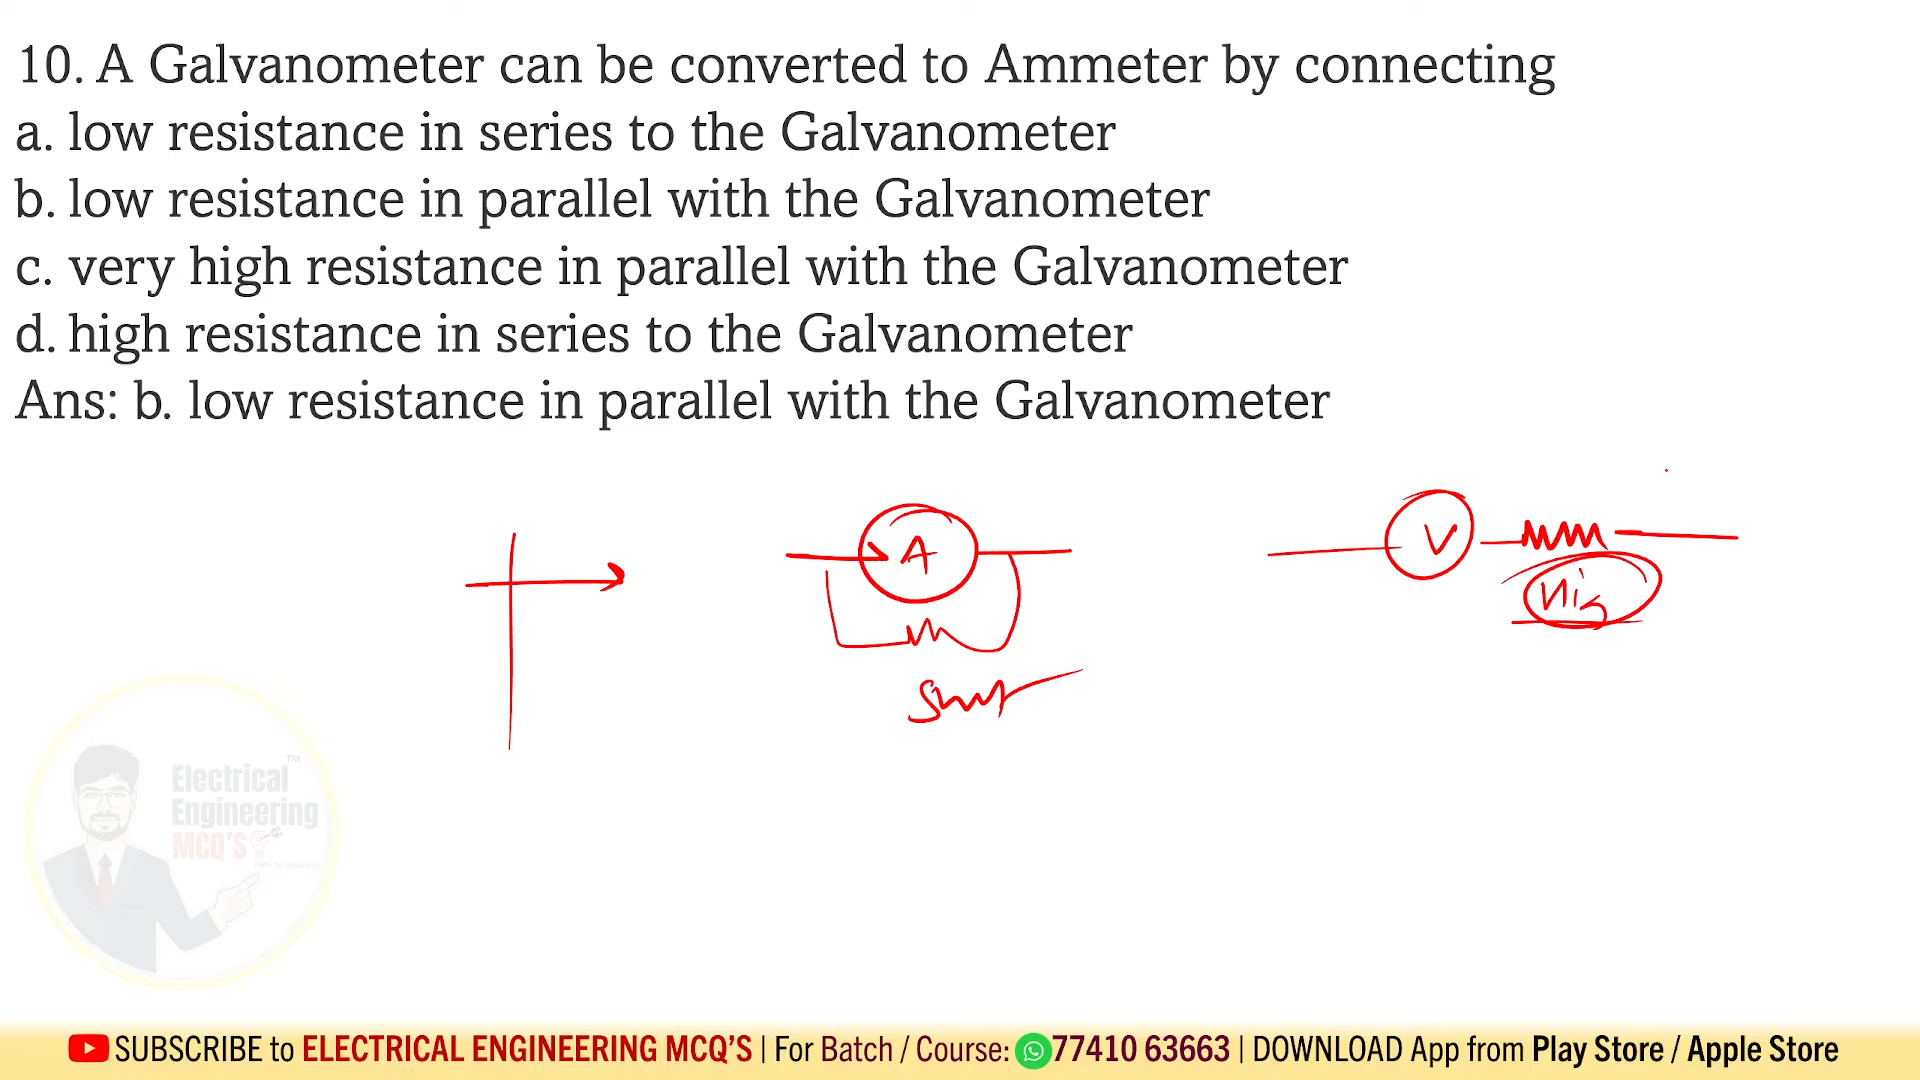 10. A Galvanometer can be converted to Ammeter by connecting
a. low resistance in series to the Galvanometer
b. low resistance in parallel with the Galvanometer
c. very high resistance in parallel with the Galvanometer
d. high resistance in series to the Galvanometer
Ans: b. low resistance in parallel with the Galvanometer
A
V
Electrical™
Engineering
MCQ'S
SUBSCRIBE to ELECTRICAL ENGINEERING MCQ'S | For Batch / Course: 77410 63663 | DOWNLOAD App from Play Store / Apple Store